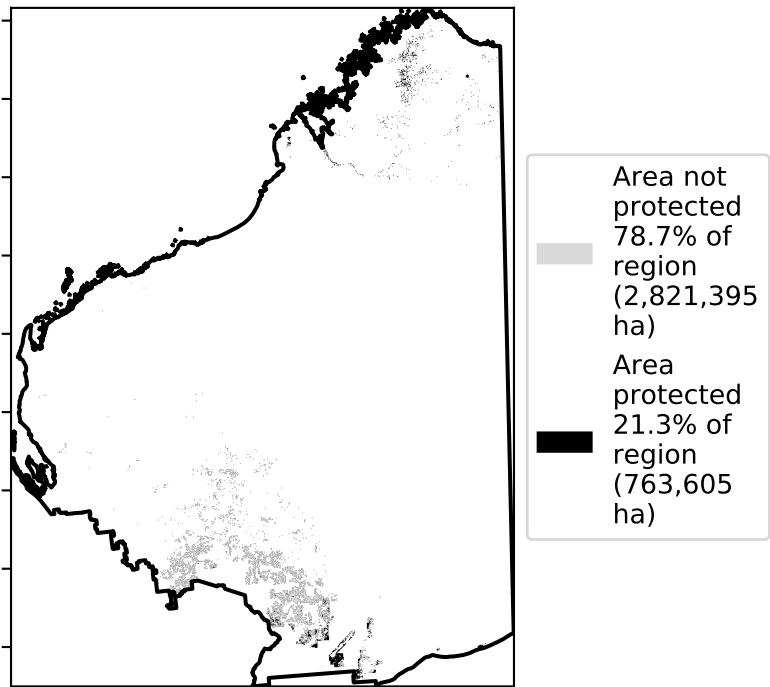 Area not
protected
78.7% of
region
(2,821,395
ha)
Area
protected
21.3% of
region
(763,605
ha)